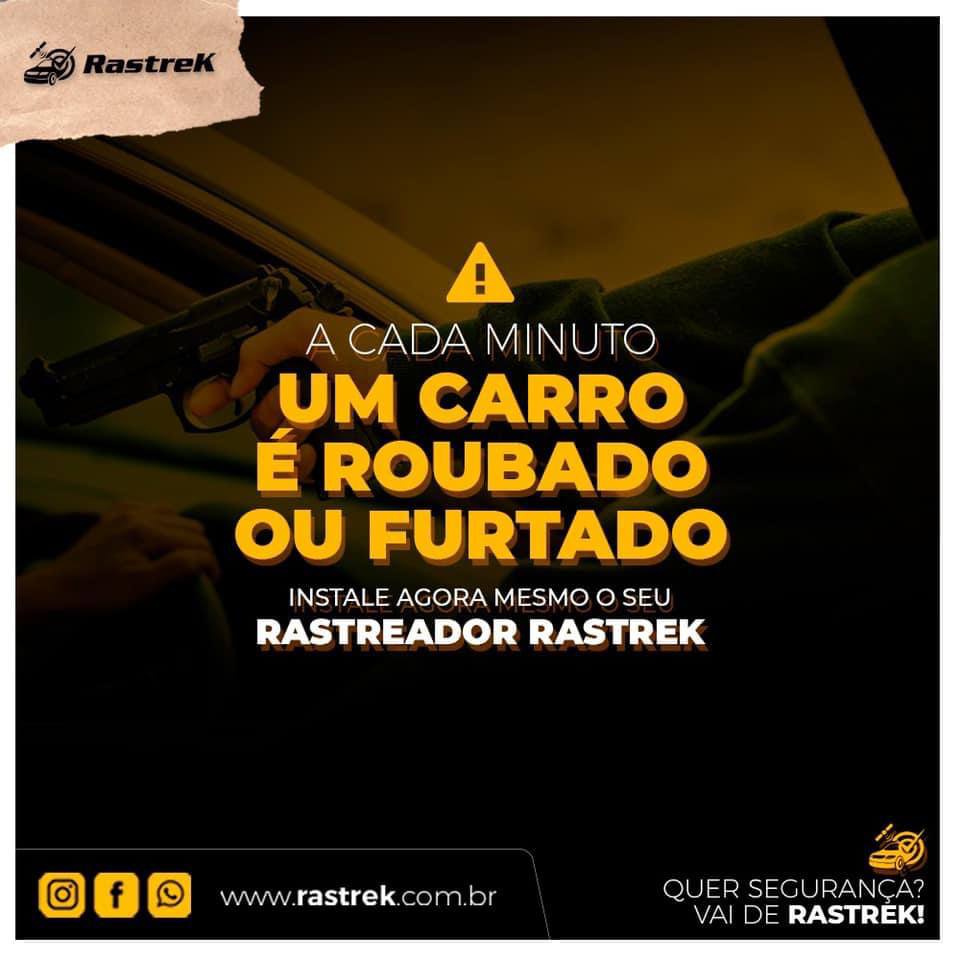 RastreK
A CADA MINUTO
UM CARRO
É ROUBADO
OU FURTADO
INSTALE AGORA MESMO O SEU
RASTREADOR RASTREK
www.rastrek.com.br
QUER SEGURANÇA?
VAI DE RASTREK!